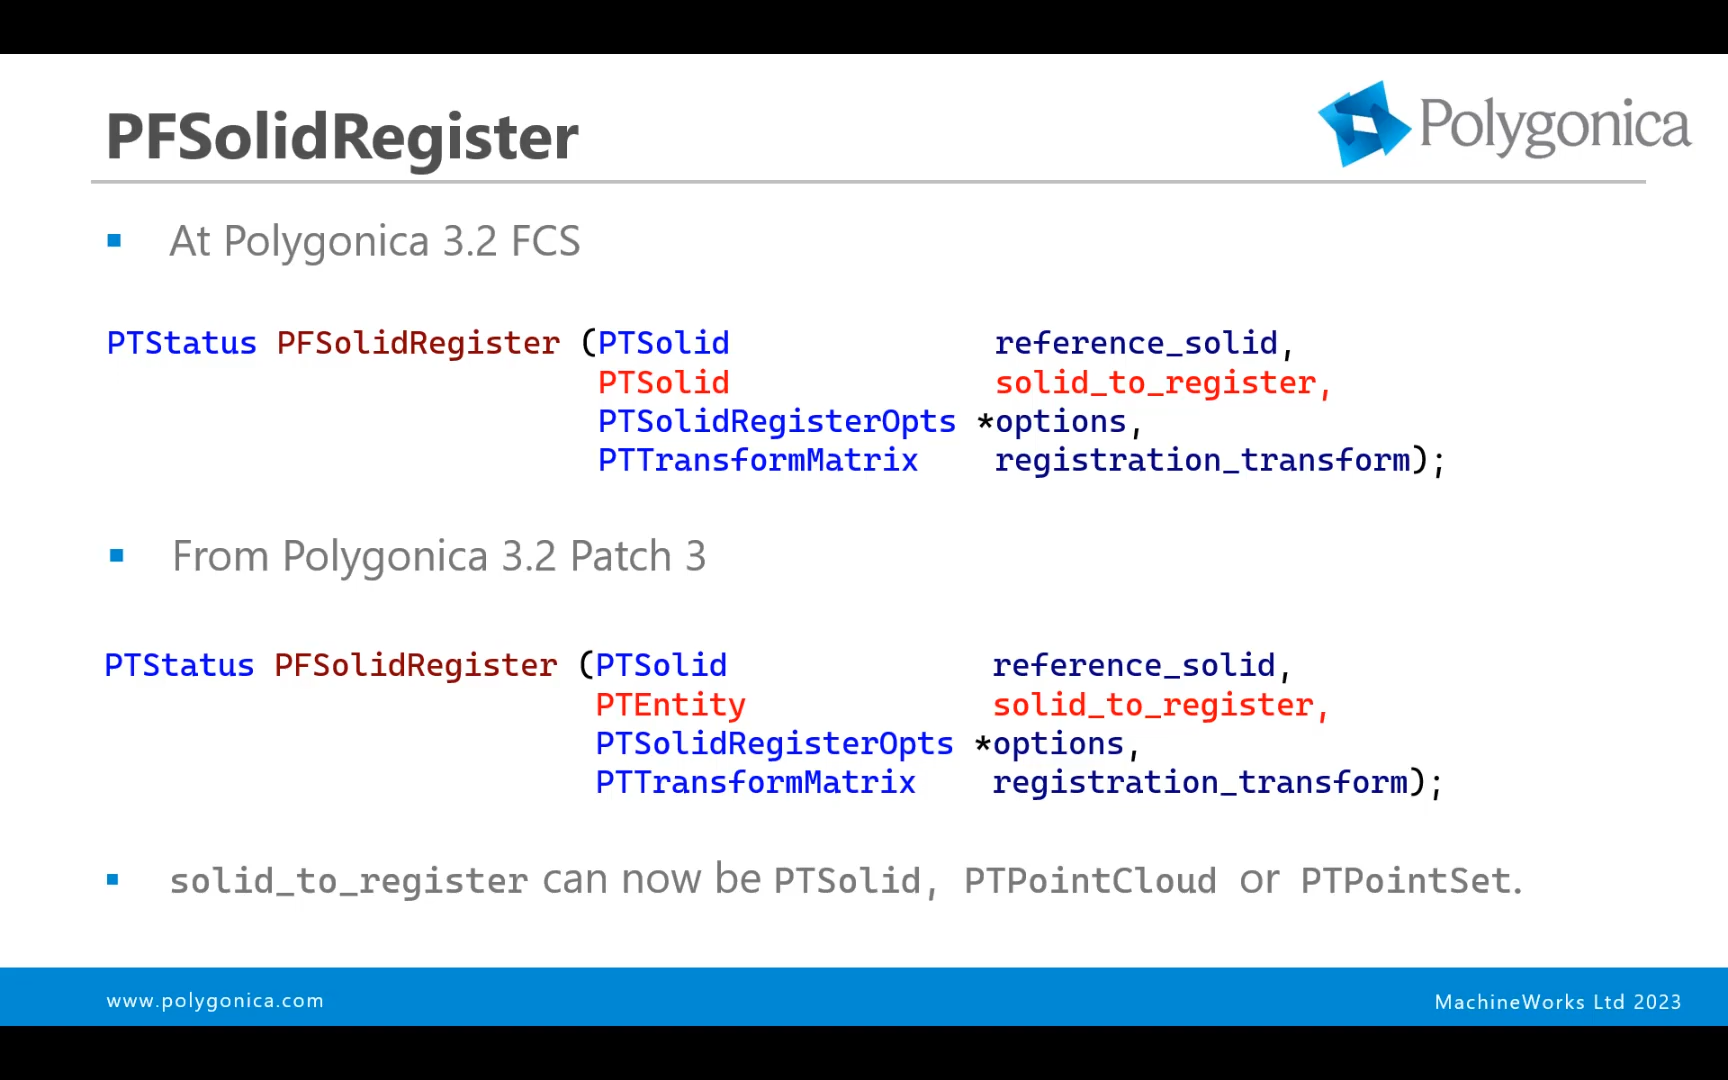 PFSolidRegister
Polygonica
▪ At Polygonica 3.2 FCS
PTStatus PFSolidRegister (PTSolid reference_solid,
PTSolid solid_to_register,
PTSolidRegisterOpts *options,
PTTransformMatrix registration_transform);
▪ From Polygonica 3.2 Patch 3
PTStatus PFSolidRegister (PTSolid reference_solid,
PTEntity solid_to_register,
PTSolidRegisterOpts *options,
PTTransformMatrix registration_transform);
▪ solid_to_register can now be PTSolid, PTPointCloud or PTPointSet.
www.polygonica.com
MachineWorks Ltd 2023